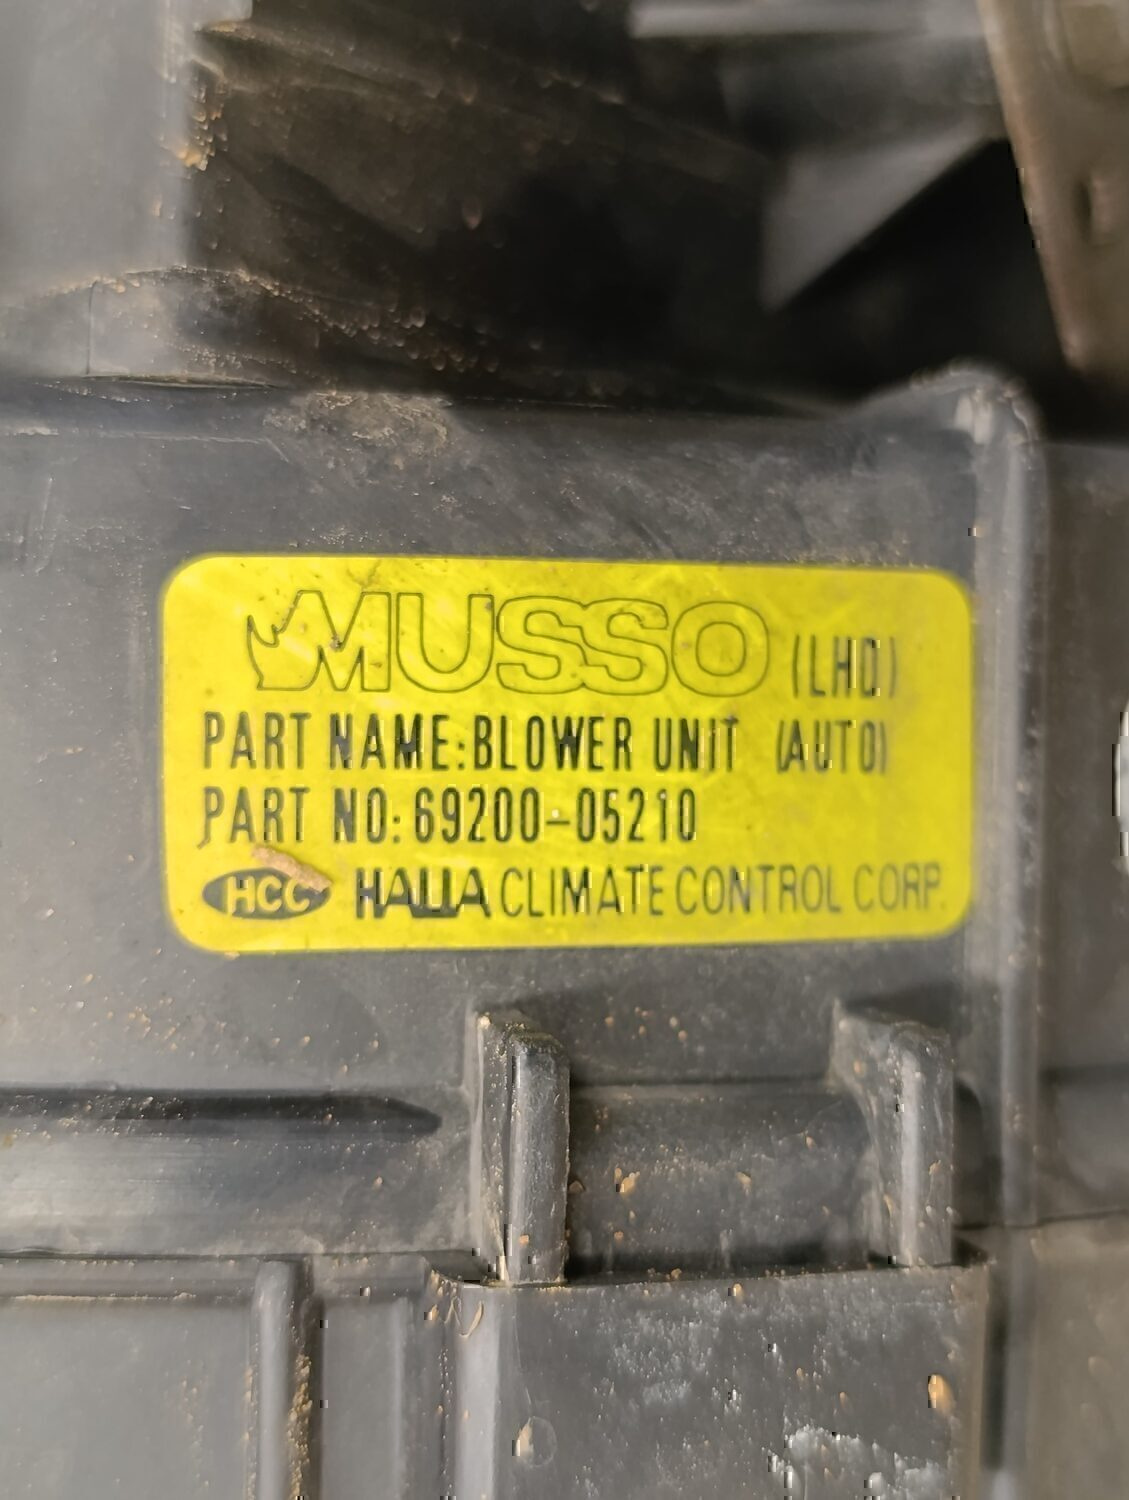 MUSSO (LHD)
PART NAME:BLOWER UNIT (AUTO)
PART NO:69200-05210
HCC HALLA CLIMATE CONTROL CORP.